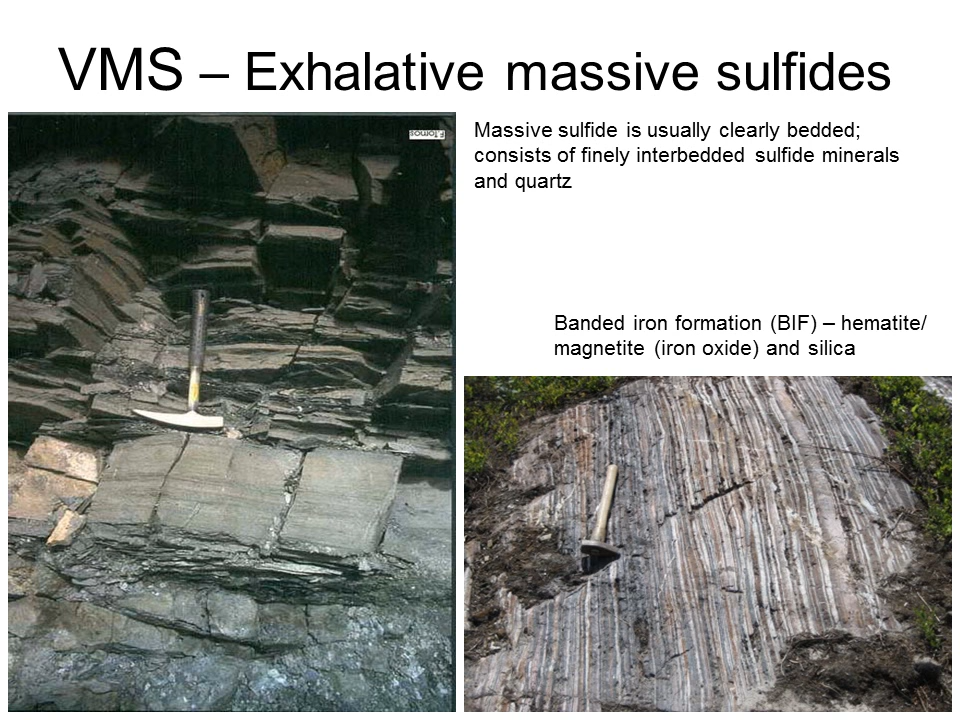 VMS – Exhalative massive sulfides
F.Tornos
Massive sulfide is usually clearly bedded;
consists of finely interbedded sulfide minerals
and quartz
Banded iron formation (BIF) – hematite/
magnetite (iron oxide) and silica